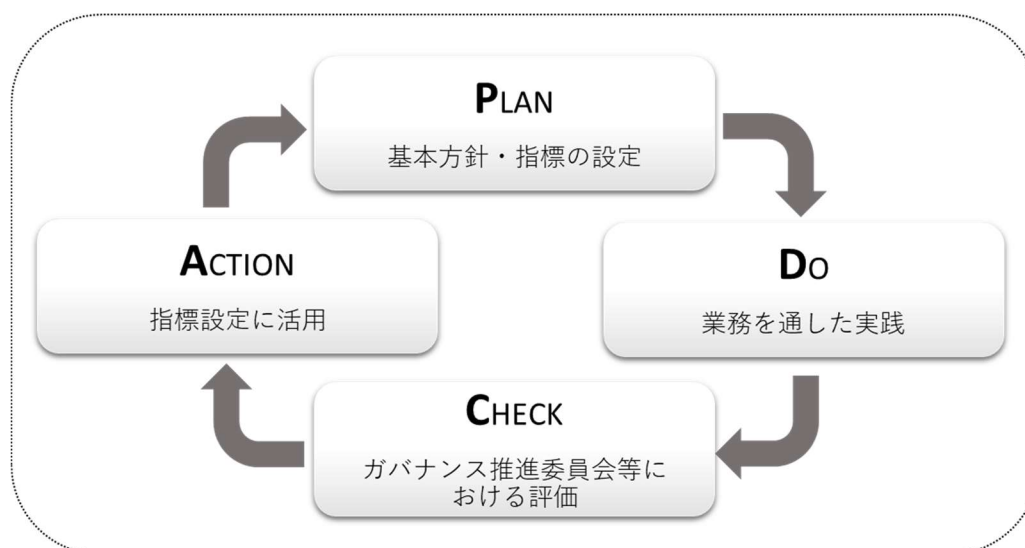 PLAN
基本方針・指標の設定
ACTION
指標設定に活用
DO
業務を通した実践
CHECK
ガバナンス推進委員会等に
おける評価